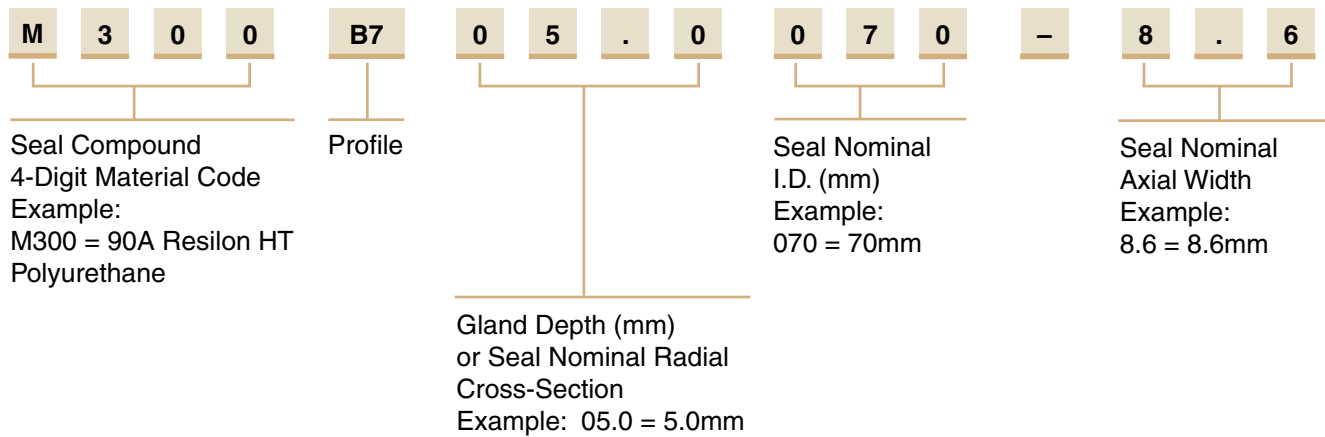 M 3 0 0 B7 0 5 . 0 0 7 0 – 8 . 6
Seal Compound
4-Digit Material Code
Example:
M300 = 90A Resilon HT
Polyurethane
Profile
Gland Depth (mm)
or Seal Nominal Radial
Cross-Section
Example: 05.0 = 5.0mm
Seal Nominal
I.D. (mm)
Example:
070 = 70mm
Seal Nominal
Axial Width
Example:
8.6 = 8.6mm